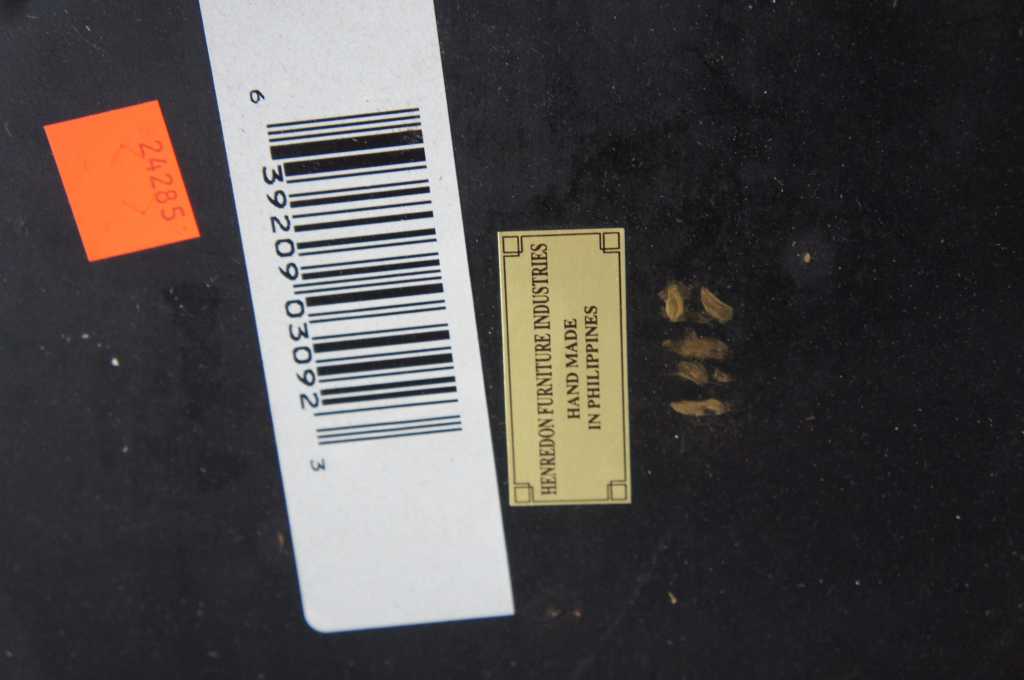 24285
6 39209 03092 3
HENREDON FURNITURE INDUSTRIES
HAND MADE
IN PHILIPPINES